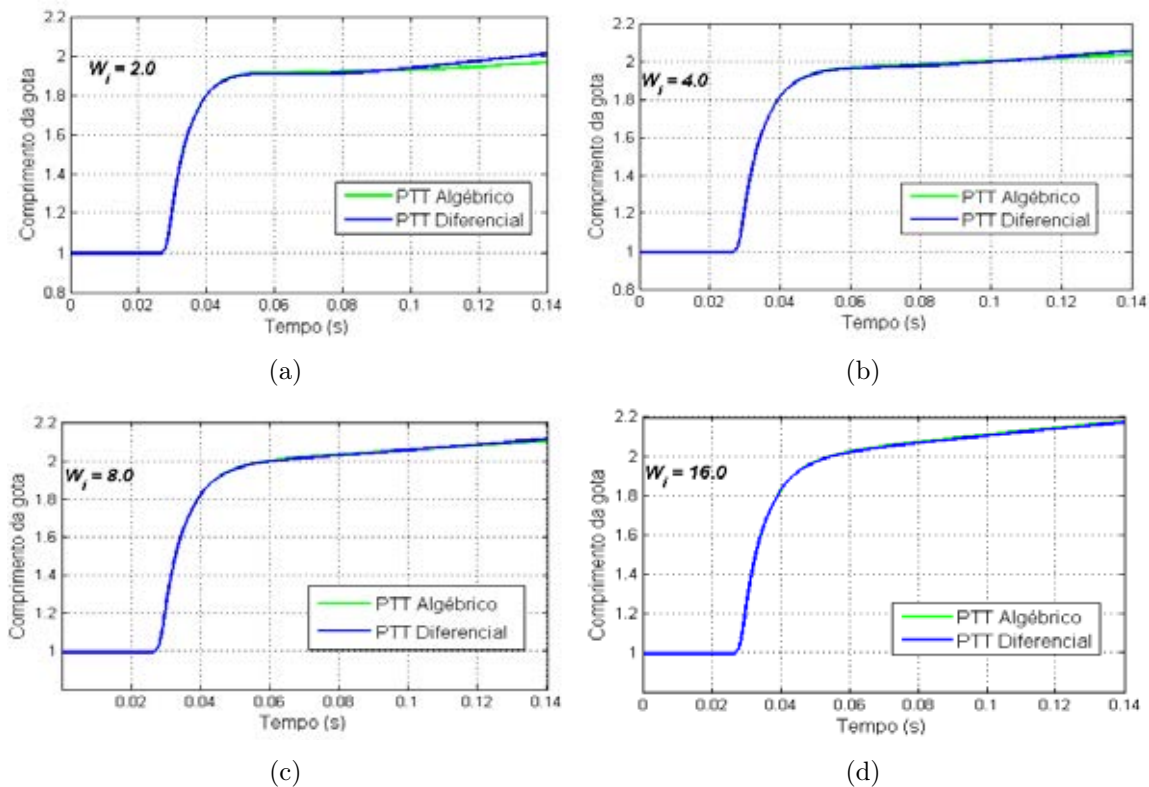 2.2
2
1.8
1.6
1.4
1.2
1
0.8
Comprimento da gota
W_i = 2.0
PTT Algébrico
PTT Diferencial
0 0.02 0.04 0.06 0.08 0.1 0.12 0.14
Tempo (s)
(a)
2.2
2
1.8
1.6
1.4
1.2
1
0.8
Comprimento da gota
W_i = 4.0
PTT Algébrico
PTT Diferencial
0 0.02 0.04 0.06 0.08 0.1 0.12 0.14
Tempo (s)
(b)
2.2
2
1.8
1.6
1.4
1.2
1
Comprimento da gota
W_i = 8.0
PTT Algébrico
PTT Diferencial
0.02 0.04 0.06 0.08 0.1 0.12 0.14
Tempo (s)
(c)
2.2
2
1.8
1.6
1.4
1.2
1
Comprimento da gota
W_i = 16.0
PTT Algébrico
PTT Diferencial
0 0.02 0.04 0.06 0.08 0.1 0.12 0.14
Tempo (s)
(d)